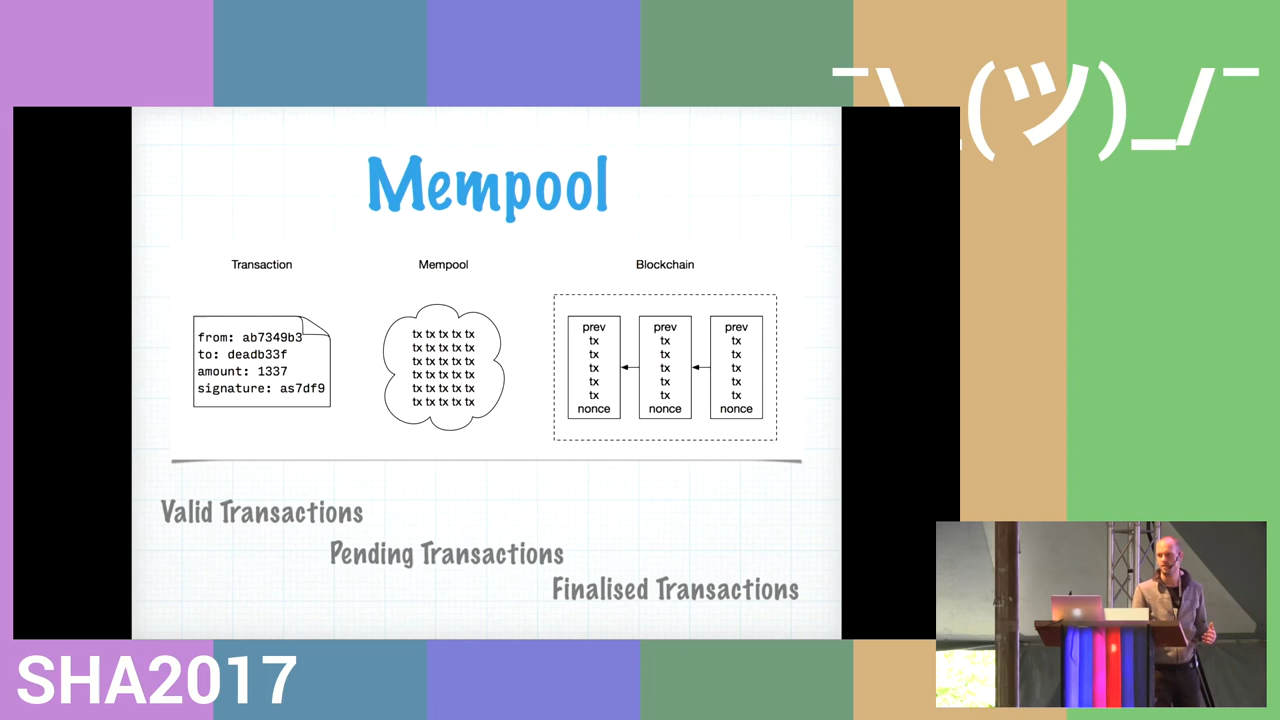 ¯\_(ツ)_/¯
Mempool
Transaction
Mempool
Blockchain
from: ab7349b3
to: deadb33f
amount: 1337
signature: as7df9
tx tx tx tx tx
tx tx tx tx tx
tx tx tx tx tx
tx tx tx tx tx
tx tx tx tx tx
tx tx tx tx tx
prev
tx
tx
tx
tx
tx
nonce
prev
tx
tx
tx
tx
tx
nonce
prev
tx
tx
tx
tx
tx
nonce
Valid Transactions
Pending Transactions
Finalised Transactions
SHA2017